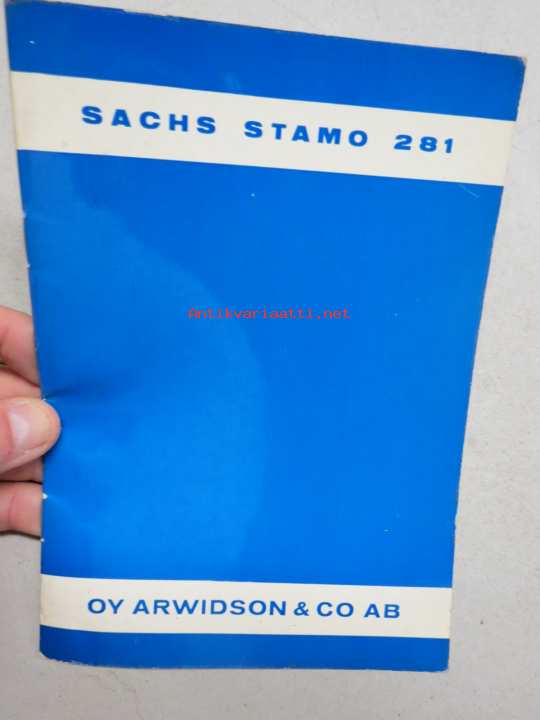 SACHS STAMO 281
Antikvariaatti.net
OY ARWIDSON & CO AB